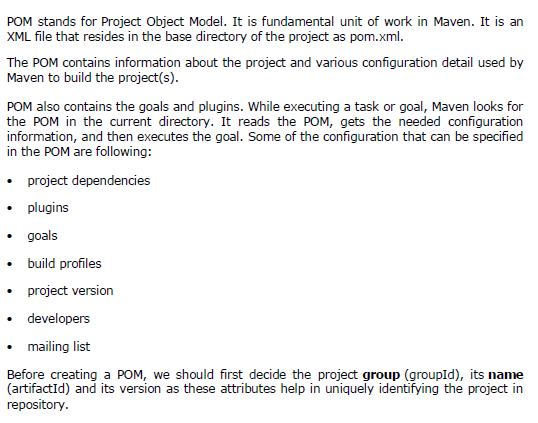 POM stands for Project Object Model. It is fundamental unit of work in Maven. It is an
XML file that resides in the base directory of the project as pom.xml.
The POM contains information about the project and various configuration detail used by
Maven to build the project(s).
POM also contains the goals and plugins. While executing a task or goal, Maven looks for
the POM in the current directory. It reads the POM, gets the needed configuration
information, and then executes the goal. Some of the configuration that can be specified
in the POM are following:
• project dependencies
• plugins
• goals
• build profiles
• project version
• developers
• mailing list
Before creating a POM, we should first decide the project group (groupId), its name
(artifactId) and its version as these attributes help in uniquely identifying the project in
repository.